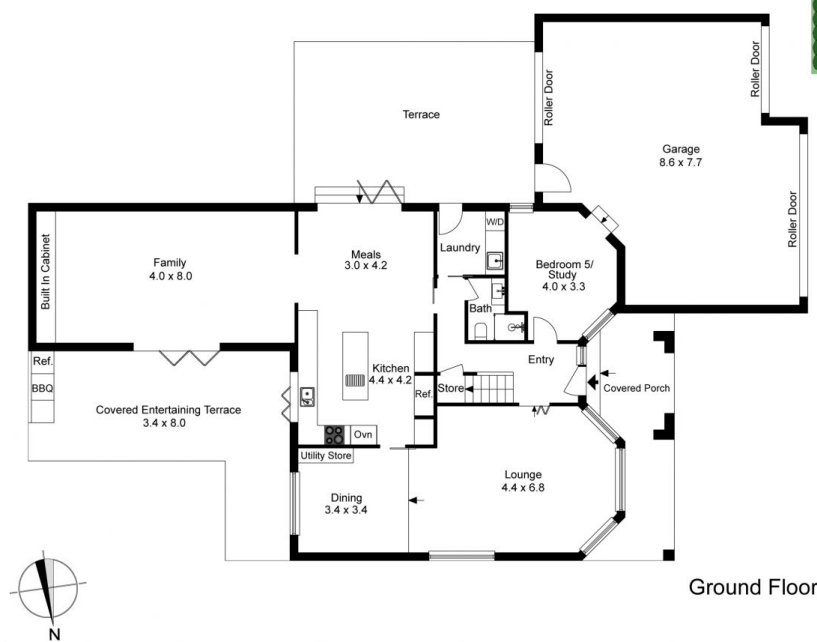 Terrace
Roller Door
Roller Door
Garage
8.6 x 7.7
Roller Door
Built In Cabinet
Family
4.0 x 8.0
Meals
3.0 x 4.2
Laundry
W/D
Bedroom 5/
Study
4.0 x 3.3
Bath
Ref.
BBQ
Covered Entertaining Terrace
3.4 x 8.0
Kitchen
4.4 x 4.2
Ref.
Store
Entry
Covered Porch
Ovn
Utility Store
Dining
3.4 x 3.4
Lounge
4.4 x 6.8
N
Ground Floor